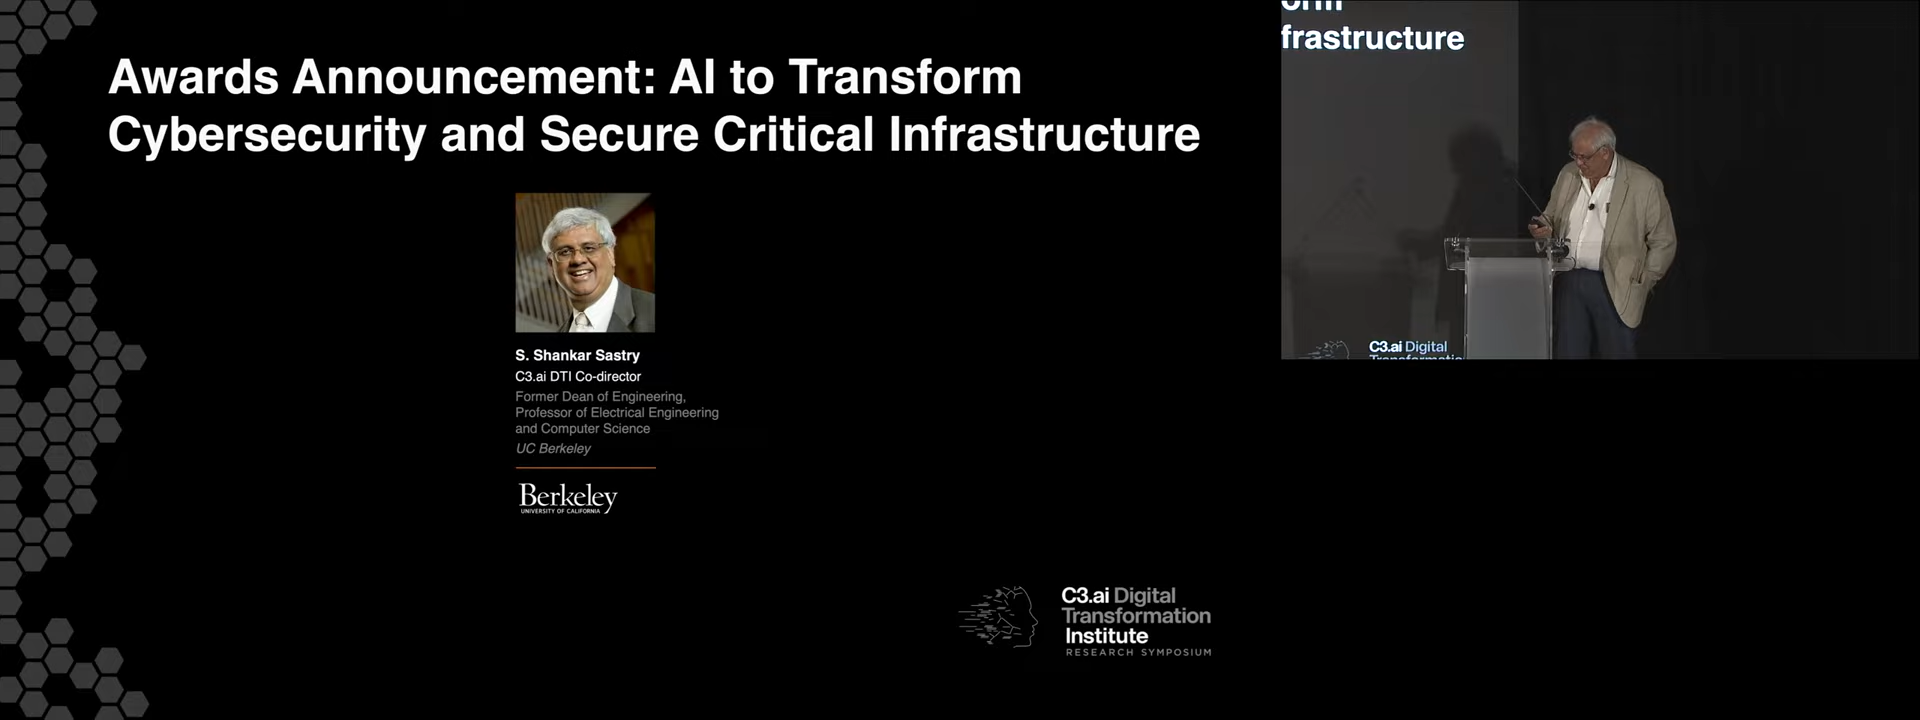 Awards Announcement: AI to Transform
Cybersecurity and Secure Critical Infrastructure
S. Shankar Sastry
C3.ai DTI Co-director
Former Dean of Engineering,
Professor of Electrical Engineering
and Computer Science
UC Berkeley
Berkeley
UNIVERSITY OF CALIFORNIA
C3.ai Digital
Transformation
Institute
RESEARCH SYMPOSIUM
frastructure
C3.ai Digital